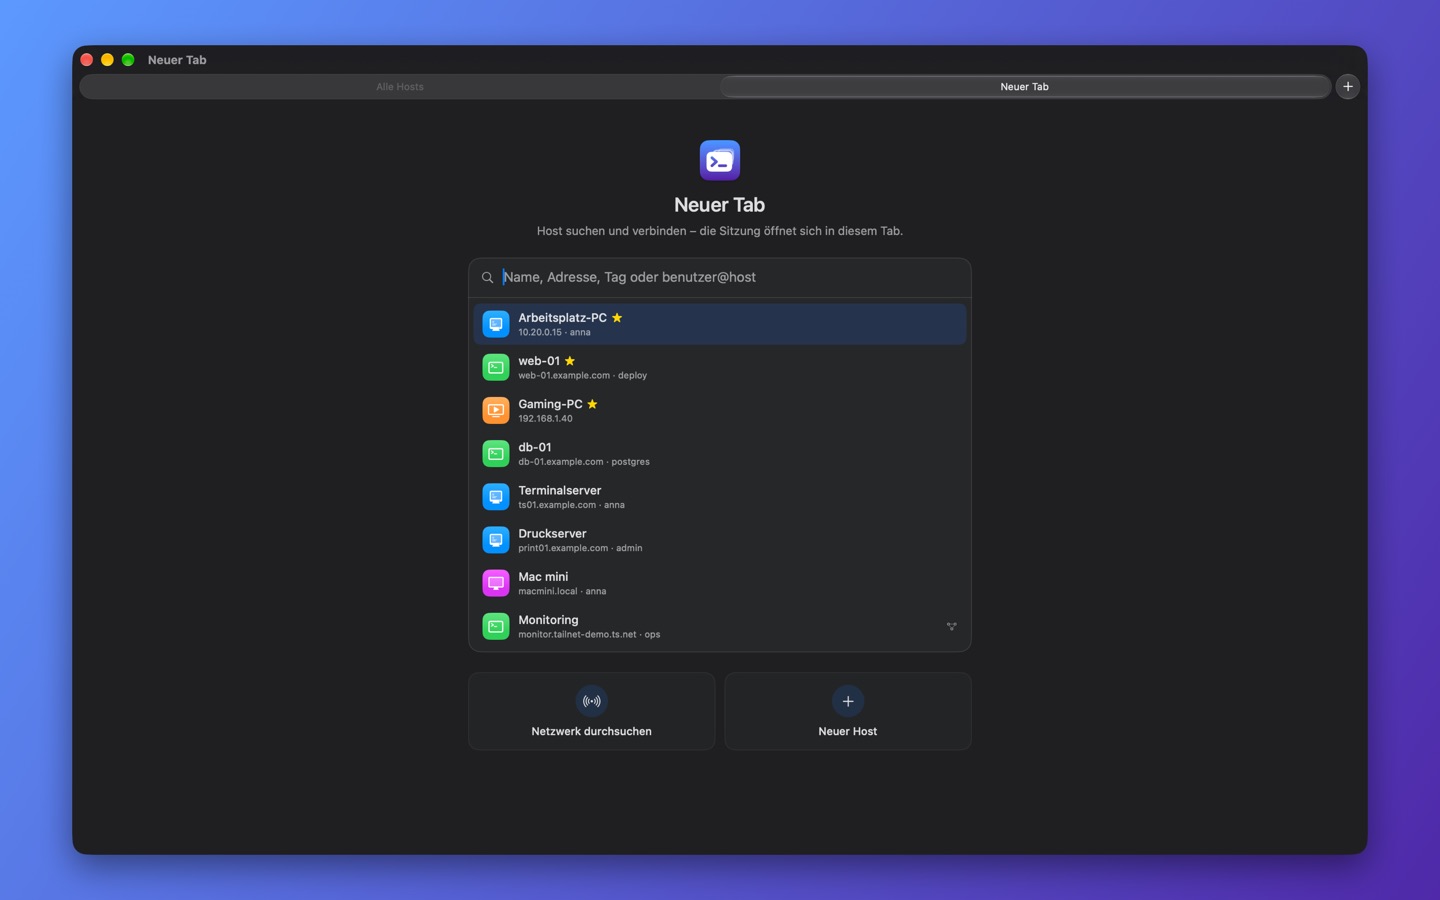 Neuer Tab
Alle Hosts
Neuer Tab
Neuer Tab
Host suchen und verbinden – die Sitzung öffnet sich in diesem Tab.
Name, Adresse, Tag oder benutzer@host
Arbeitsplatz-PC
10.20.0.15 · anna
web-01
web-01.example.com · deploy
Gaming-PC
192.168.1.40
db-01
db-01.example.com · postgres
Terminalserver
ts01.example.com · anna
Druckserver
print01.example.com · admin
Mac mini
macmini.local · anna
Monitoring
monitor.tailnet-demo.ts.net · ops
Netzwerk durchsuchen
Neuer Host